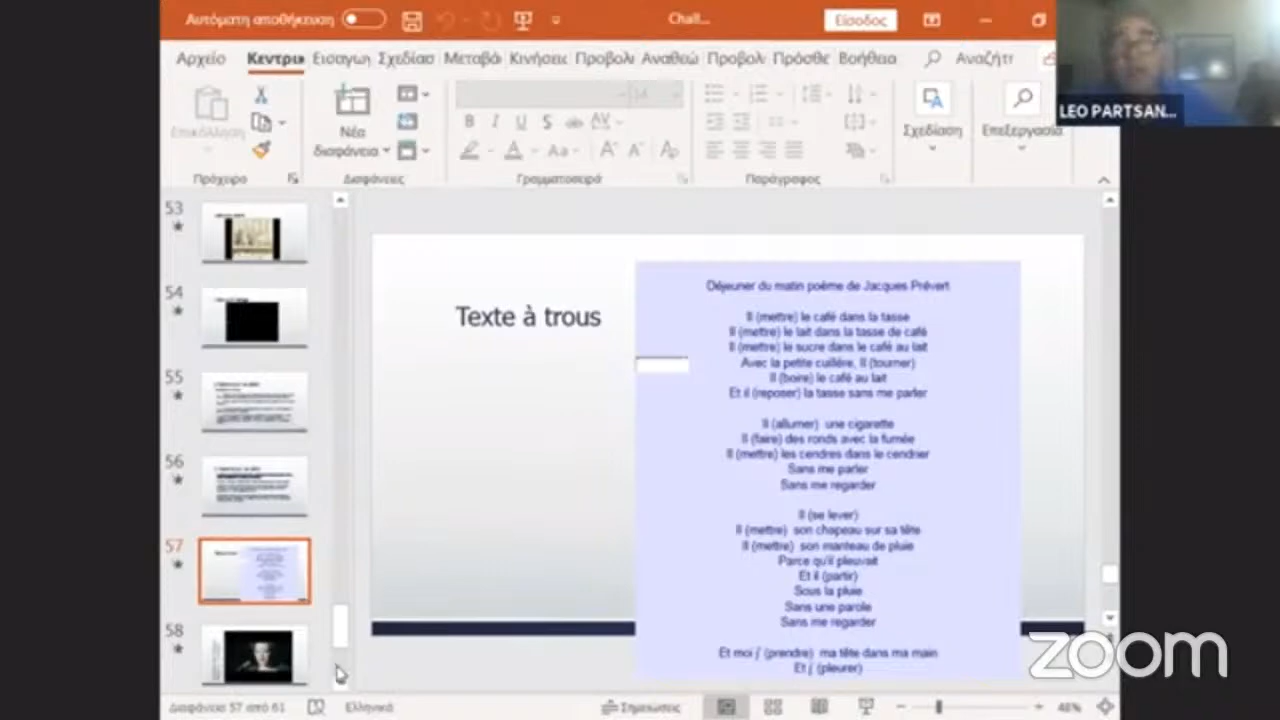 Αυτόματη αποθήκευση
Chall...
Είσοδος
Αρχείο Κεντρικ Εισαγωγ Σχεδίασ Μεταβά Κινήσεις Προβολ Αναθεώ Προβολ Πρόσθε Βοήθεια Αναζήτη
LEO PARTSAN...
Επικόλληση
Νέα
διαφάνεια
Σχεδίαση
Επεξεργασία
Πρόχειρο
Διαφάνειες
Γραμματοσειρά
Παράγραφος
53
54
55
56
57
58
Texte à trous
Déjeuner du matin poème de Jacques Prévert
Il (mettre) le café dans la tasse
Il (mettre) le lait dans la tasse de café
Il (mettre) le sucre dans le café au lait
Avec la petite cuillère, Il (tourner)
Il (boire) le café au lait
Et il (reposer) la tasse sans me parler
Il (allumer) une cigarette
Il (faire) des ronds avec la fumée
Il (mettre) les cendres dans le cendrier
Sans me parler
Sans me regarder
Il (se lever)
Il (mettre) son chapeau sur sa tête
Il (mettre) son manteau de pluie
Parce qu'il pleuvait
Et il (partir)
Sous la pluie
Sans une parole
Sans me regarder
Et moi j' (prendre) ma tête dans ma main
Et j' (pleurer)
zoom
Διαφάνεια 57 από 61
Ελληνικά
Σημειώσεις
48%